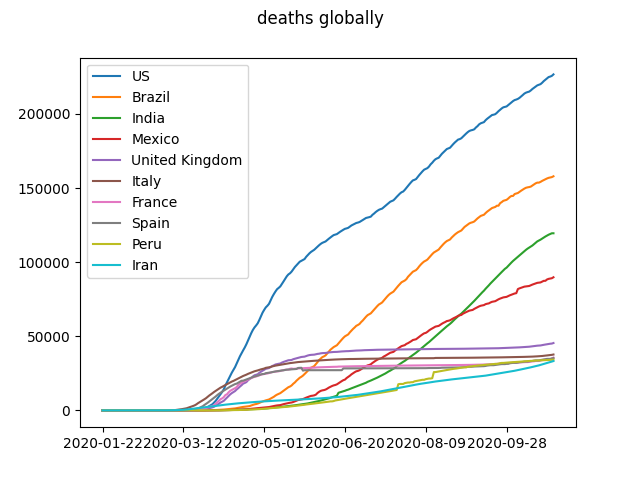 deaths globally
US
Brazil
India
Mexico
United Kingdom
Italy
France
Spain
Peru
Iran
200000
150000
100000
50000
0
2020-01-22 2020-03-12 2020-05-01 2020-06-20 2020-08-09 2020-09-28